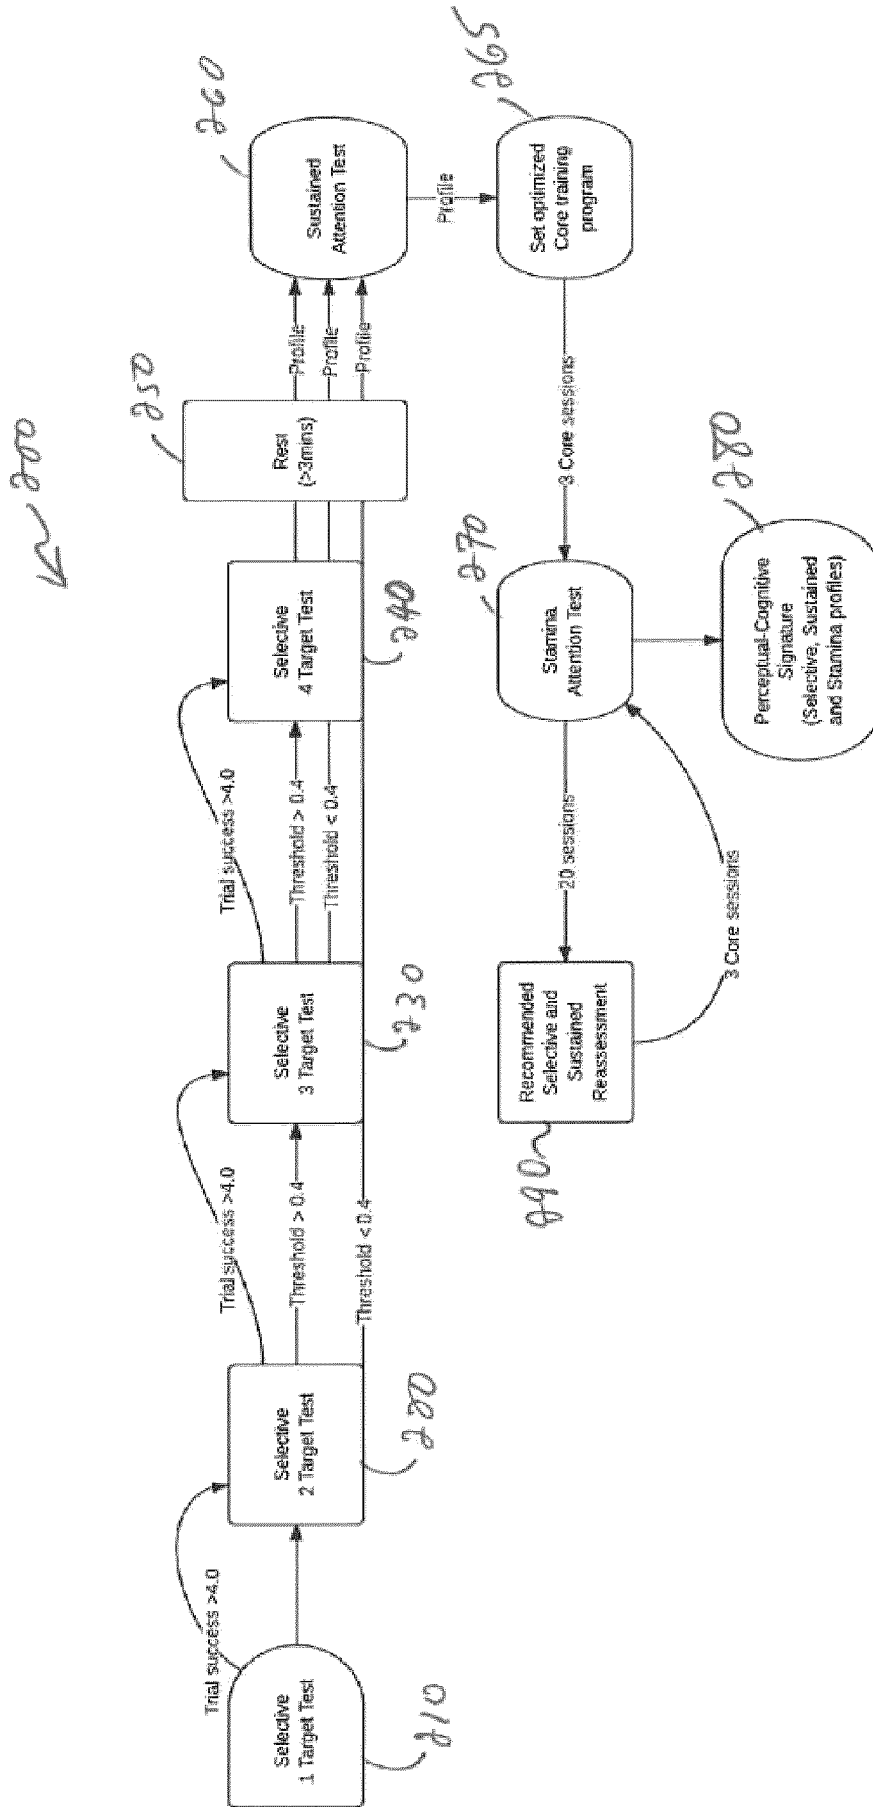 200
Selective
1 Target Test
210
Trial success >4.0
Selective
2 Target Test
220
Trial success >4.0
Threshold > 0.4
Threshold < 0.4
Selective
3 Target Test
230
Trial success >4.0
Threshold > 0.4
Threshold < 0.4
Selective
4 Target Test
240
Rest
(>3mins)
250
Profile
Profile
Profile
Sustained
Attention Test
260
Profile
Set optimized
Core training
program
265
3 Core sessions
Stamina
Attention Test
270
Perceptual-Cognitive
Signature
(Selective, Sustained
and Stamina profiles)
280
20 sessions
Recommended
Selective and
Sustained
Reassessment
290
3 Core sessions